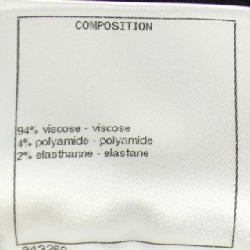 COMPOSITION
94% viscose - viscose
4% polyamide - polyamide
2% elasthanne - elastane